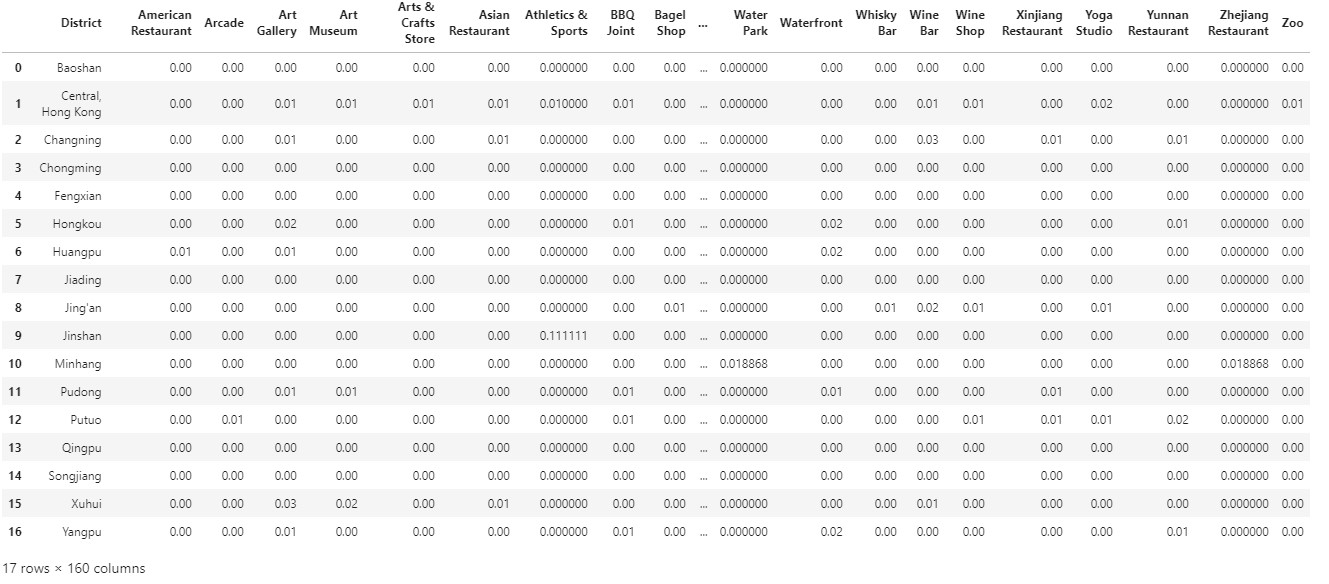 District American Restaurant Arcade Art Gallery Art Museum Arts & Crafts Store Asian Restaurant Athletics & Sports BBQ Joint Bagel Shop ... Water Park Waterfront Whisky Bar Wine Bar Wine Shop Xinjiang Restaurant Yoga Studio Yunnan Restaurant Zhejiang Restaurant Zoo
0 Baoshan 0.00 0.00 0.00 0.00 0.00 0.00 0.000000 0.00 0.00 ... 0.000000 0.00 0.00 0.00 0.00 0.00 0.00 0.00 0.000000 0.00
1 Central, Hong Kong 0.00 0.00 0.01 0.01 0.01 0.01 0.010000 0.01 0.00 ... 0.000000 0.00 0.00 0.01 0.01 0.00 0.02 0.00 0.000000 0.01
2 Changning 0.00 0.00 0.01 0.00 0.00 0.01 0.000000 0.00 0.00 ... 0.000000 0.00 0.00 0.03 0.00 0.01 0.00 0.01 0.000000 0.00
3 Chongming 0.00 0.00 0.00 0.00 0.00 0.00 0.000000 0.00 0.00 ... 0.000000 0.00 0.00 0.00 0.00 0.00 0.00 0.00 0.000000 0.00
4 Fengxian 0.00 0.00 0.00 0.00 0.00 0.00 0.000000 0.00 0.00 ... 0.000000 0.00 0.00 0.00 0.00 0.00 0.00 0.00 0.000000 0.00
5 Hongkou 0.00 0.00 0.02 0.00 0.00 0.00 0.000000 0.01 0.00 ... 0.000000 0.02 0.00 0.00 0.00 0.00 0.00 0.01 0.000000 0.00
6 Huangpu 0.01 0.00 0.01 0.00 0.00 0.00 0.000000 0.00 0.00 ... 0.000000 0.02 0.00 0.00 0.00 0.00 0.00 0.00 0.000000 0.00
7 Jiading 0.00 0.00 0.00 0.00 0.00 0.00 0.000000 0.00 0.00 ... 0.000000 0.00 0.00 0.00 0.00 0.00 0.00 0.00 0.000000 0.00
8 Jing'an 0.00 0.00 0.00 0.00 0.00 0.00 0.000000 0.00 0.01 ... 0.000000 0.00 0.01 0.02 0.01 0.00 0.01 0.00 0.000000 0.00
9 Jinshan 0.00 0.00 0.00 0.00 0.00 0.00 0.111111 0.00 0.00 ... 0.000000 0.00 0.00 0.00 0.00 0.00 0.00 0.00 0.000000 0.00
10 Minhang 0.00 0.00 0.00 0.00 0.00 0.00 0.000000 0.00 0.00 ... 0.018868 0.00 0.00 0.00 0.00 0.00 0.00 0.00 0.018868 0.00
11 Pudong 0.00 0.00 0.01 0.01 0.00 0.00 0.000000 0.01 0.00 ... 0.000000 0.01 0.00 0.00 0.00 0.01 0.00 0.00 0.000000 0.00
12 Putuo 0.00 0.01 0.00 0.00 0.00 0.00 0.000000 0.01 0.00 ... 0.000000 0.00 0.00 0.00 0.01 0.01 0.01 0.02 0.000000 0.00
13 Qingpu 0.00 0.00 0.00 0.00 0.00 0.00 0.000000 0.00 0.00 ... 0.000000 0.00 0.00 0.00 0.00 0.00 0.00 0.00 0.000000 0.00
14 Songjiang 0.00 0.00 0.00 0.00 0.00 0.00 0.000000 0.00 0.00 ... 0.000000 0.00 0.00 0.00 0.00 0.00 0.00 0.00 0.000000 0.00
15 Xuhui 0.00 0.00 0.03 0.02 0.00 0.01 0.000000 0.00 0.00 ... 0.000000 0.00 0.00 0.01 0.00 0.00 0.00 0.00 0.000000 0.00
16 Yangpu 0.00 0.00 0.01 0.00 0.00 0.00 0.000000 0.01 0.00 ... 0.000000 0.02 0.00 0.00 0.00 0.00 0.00 0.01 0.000000 0.00
17 rows × 160 columns